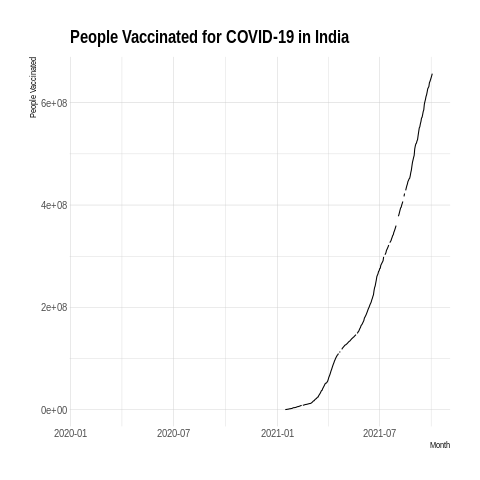 People Vaccinated for COVID-19 in India
People Vaccinated
6e+08
4e+08
2e+08
0e+00
2020-01 2020-07 2021-01 2021-07
Month